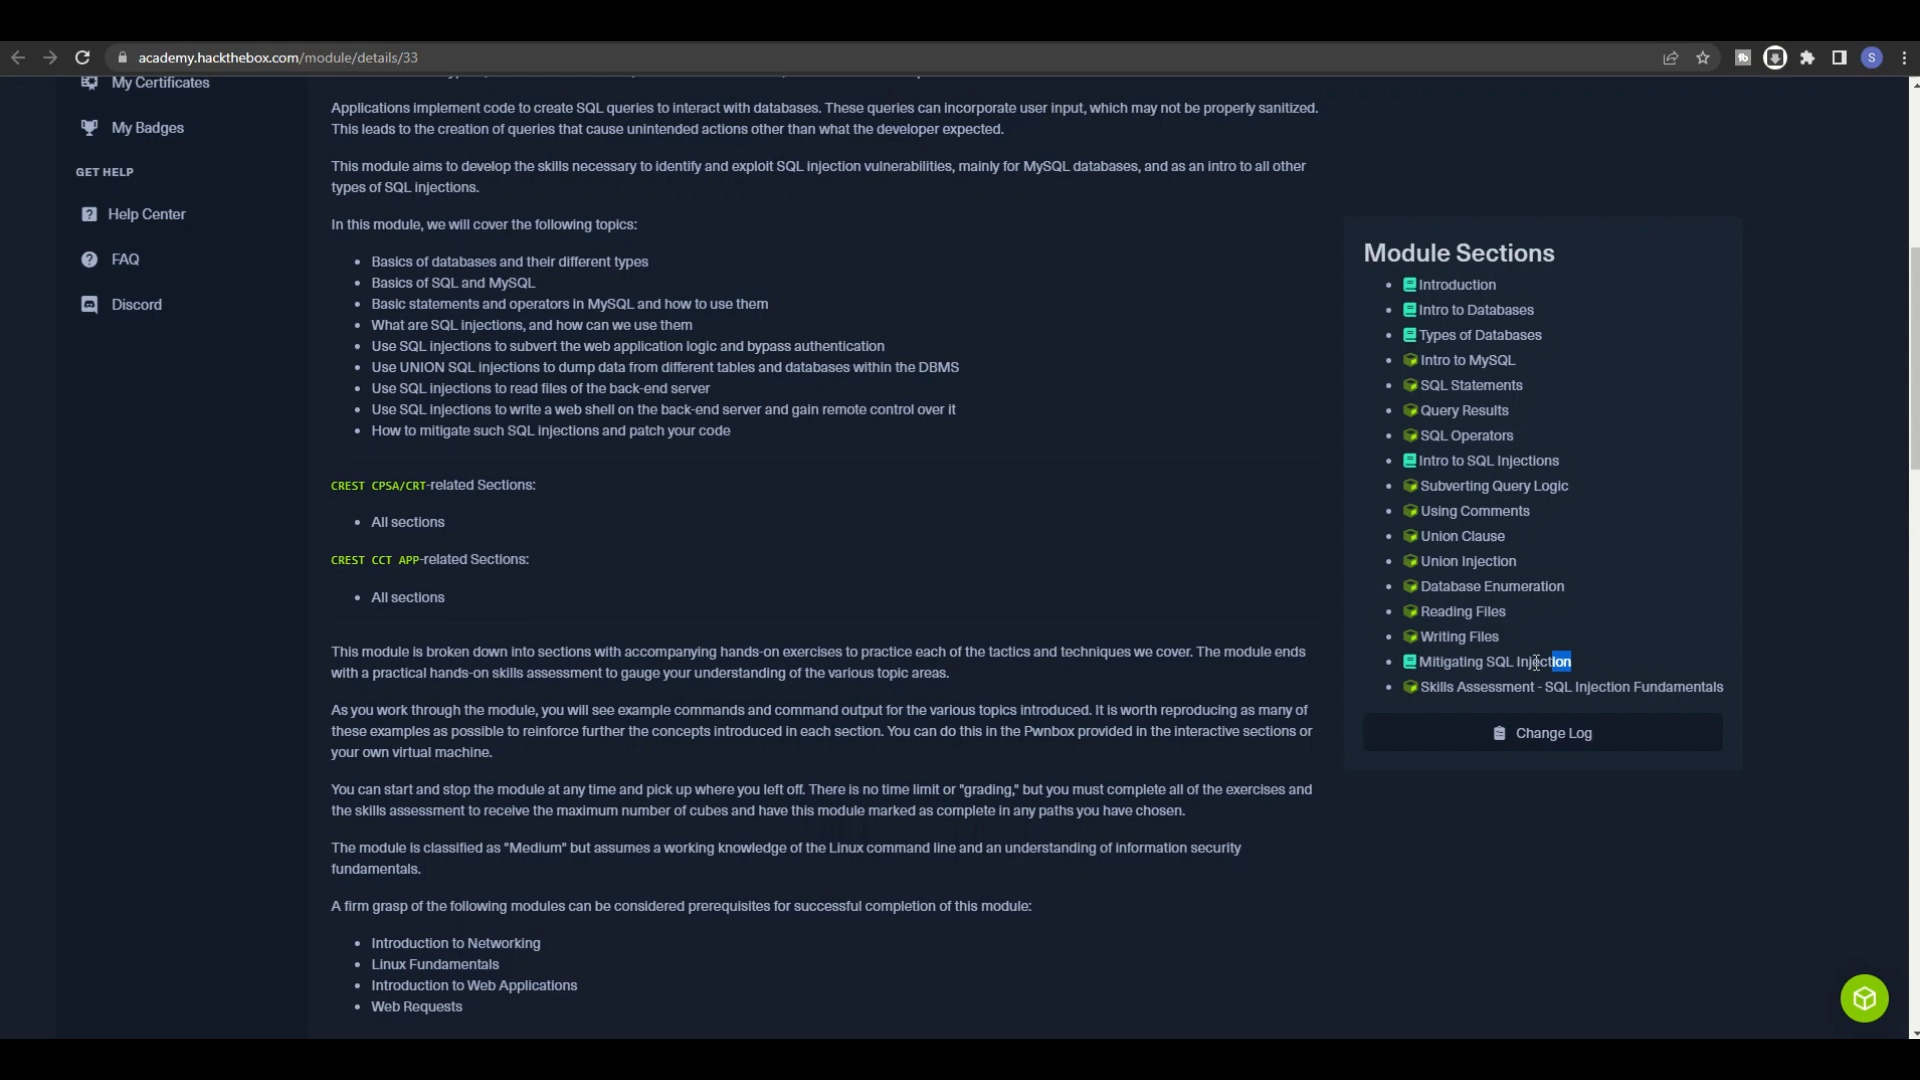 academy.hackthebox.com/module/details/33
S
My Certificates
My Badges
GET HELP
Help Center
FAQ
Discord
Applications implement code to create SQL queries to interact with databases. These queries can incorporate user input, which may not be properly sanitized.
This leads to the creation of queries that cause unintended actions other than what the developer expected.
This module aims to develop the skills necessary to identify and exploit SQL injection vulnerabilities, mainly for MySQL databases, and as an intro to all other
types of SQL injections.
In this module, we will cover the following topics:
Basics of databases and their different types
Basics of SQL and MySQL
Basic statements and operators in MySQL and how to use them
What are SQL injections, and how can we use them
Use SQL injections to subvert the web application logic and bypass authentication
Use UNION SQL injections to dump data from different tables and databases within the DBMS
Use SQL injections to read files of the back-end server
Use SQL injections to write a web shell on the back-end server and gain remote control over it
How to mitigate such SQL injections and patch your code
CREST CPSA/CRT-related Sections:
All sections
CREST CCT APP-related Sections:
All sections
This module is broken down into sections with accompanying hands-on exercises to practice each of the tactics and techniques we cover. The module ends
with a practical hands-on skills assessment to gauge your understanding of the various topic areas.
As you work through the module, you will see example commands and command output for the various topics introduced. It is worth reproducing as many of
these examples as possible to reinforce further the concepts introduced in each section. You can do this in the Pwnbox provided in the interactive sections or
your own virtual machine.
You can start and stop the module at any time and pick up where you left off. There is no time limit or "grading," but you must complete all of the exercises and
the skills assessment to receive the maximum number of cubes and have this module marked as complete in any paths you have chosen.
The module is classified as "Medium" but assumes a working knowledge of the Linux command line and an understanding of information security
fundamentals.
A firm grasp of the following modules can be considered prerequisites for successful completion of this module:
Introduction to Networking
Linux Fundamentals
Introduction to Web Applications
Web Requests
Module Sections
Introduction
Intro to Databases
Types of Databases
Intro to MySQL
SQL Statements
Query Results
SQL Operators
Intro to SQL Injections
Subverting Query Logic
Using Comments
Union Clause
Union Injection
Database Enumeration
Reading Files
Writing Files
Mitigating SQL Injection
Skills Assessment - SQL Injection Fundamentals
Change Log